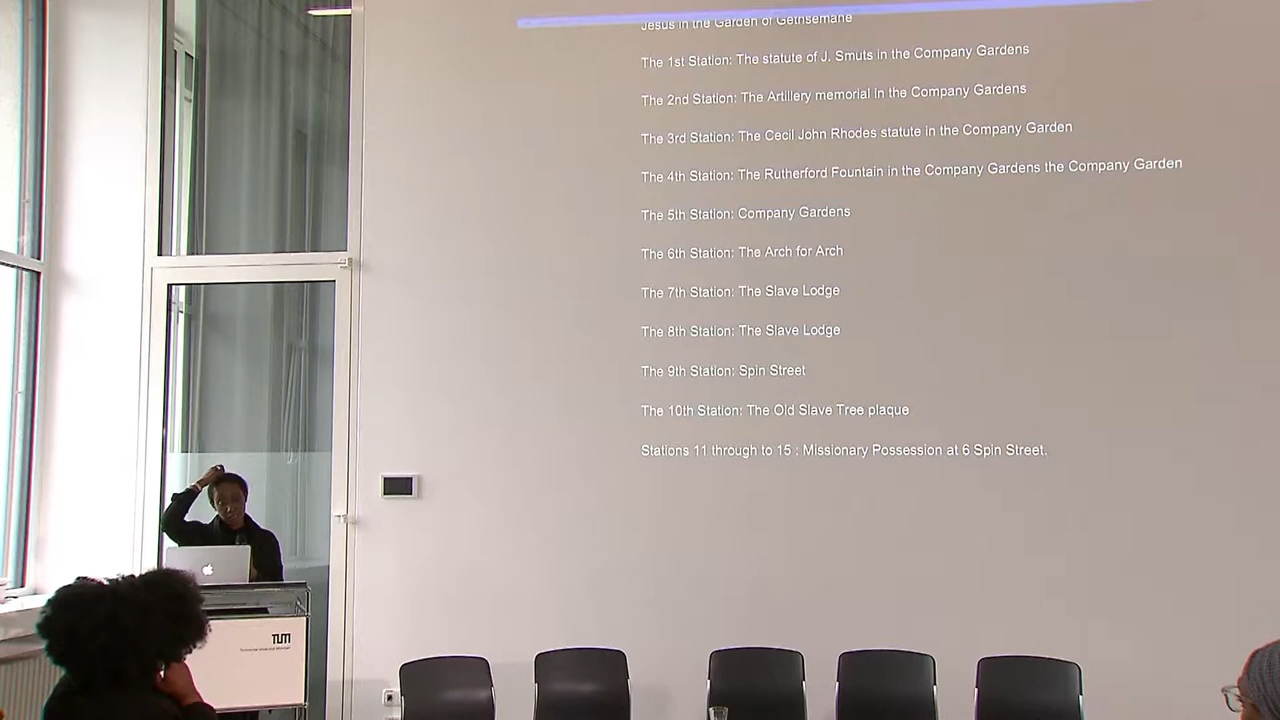 Jesus in the Garden of Gethsemane
The 1st Station: The statute of J. Smuts in the Company Gardens
The 2nd Station: The Artillery memorial in the Company Gardens
The 3rd Station: The Cecil John Rhodes statute in the Company Garden
The 4th Station: The Rutherford Fountain in the Company Gardens the Company Garden
The 5th Station: Company Gardens
The 6th Station: The Arch for Arch
The 7th Station: The Slave Lodge
The 8th Station: The Slave Lodge
The 9th Station: Spin Street
The 10th Station: The Old Slave Tree plaque
Stations 11 through to 15 : Missionary Possession at 6 Spin Street.
TUM